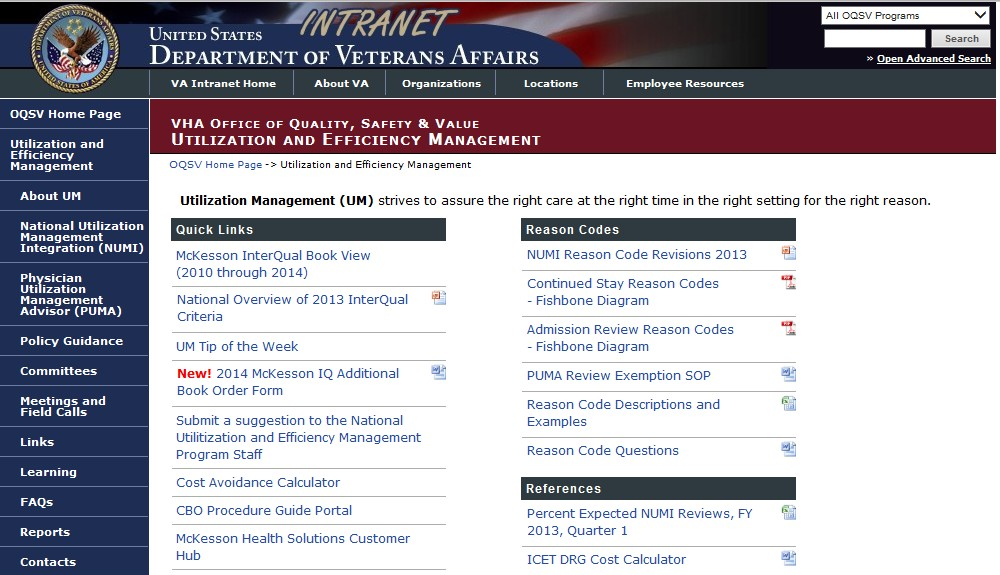 INTRANET
UNITED STATES
DEPARTMENT OF VETERANS AFFAIRS
All OQSV Programs
Search
» Open Advanced Search
VA Intranet Home
About VA
Organizations
Locations
Employee Resources
OQSV Home Page
Utilization and
Efficiency
Management
About UM
National Utilization
Management
Integration (NUMI)
Physician
Utilization
Management
Advisor (PUMA)
Policy Guidance
Committees
Meetings and
Field Calls
Links
Learning
FAQs
Reports
Contacts
VHA OFFICE OF QUALITY, SAFETY & VALUE
UTILIZATION AND EFFICIENCY MANAGEMENT
OQSV Home Page -> Utilization and Efficiency Management
Utilization Management (UM) strives to assure the right care at the right time in the right setting for the right reason.
Quick Links
McKesson InterQual Book View
(2010 through 2014)
National Overview of 2013 InterQual
Criteria
UM Tip of the Week
New! 2014 McKesson IQ Additional
Book Order Form
Submit a suggestion to the National
Utilitization and Efficiency Management
Program Staff
Cost Avoidance Calculator
CBO Procedure Guide Portal
McKesson Health Solutions Customer
Hub
Reason Codes
NUMI Reason Code Revisions 2013
Continued Stay Reason Codes
- Fishbone Diagram
Admission Review Reason Codes
- Fishbone Diagram
PUMA Review Exemption SOP
Reason Code Descriptions and
Examples
Reason Code Questions
References
Percent Expected NUMI Reviews, FY
2013, Quarter 1
ICET DRG Cost Calculator